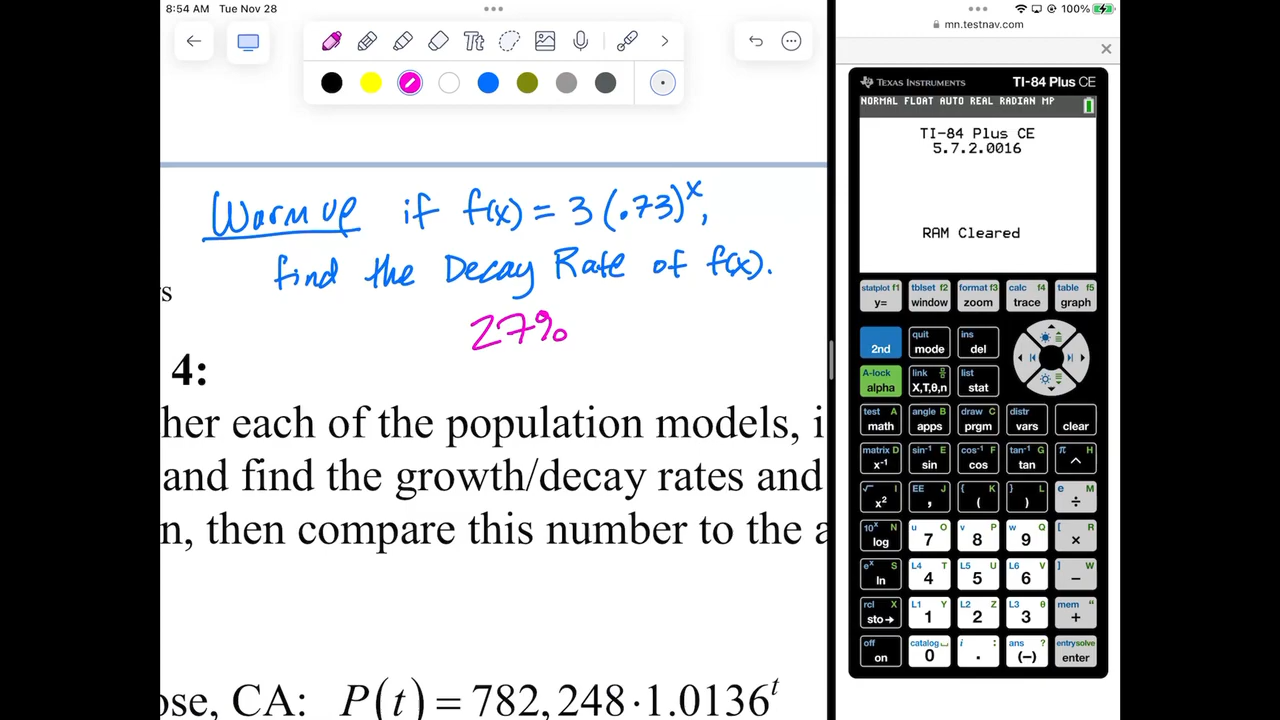 8:54 AM Tue Nov 28
100%
mn.testnav.com
Tt
Warm up if f(x) = 3(.73)^x,
find the Decay Rate of f(x).
27%
rs
4:
her each of the population models, i
and find the growth/decay rates and
n, then compare this number to the a
ose, CA: P(t) = 782,248·1.0136^t
TEXAS INSTRUMENTS TI-84 Plus CE
NORMAL FLOAT AUTO REAL RADIAN MP
TI-84 Plus CE
5.7.2.0016
RAM Cleared
statplot f1 tblset f2 format f3 calc f4 table f5
y= window zoom trace graph
quit ins
2nd mode del
A-lock link list
alpha X,T,θ,n stat
test A angle B draw C distr
math apps prgm vars clear
matrix D sin⁻¹ E cos⁻¹ F tan⁻¹ G π H
x⁻¹ sin cos tan ^
√ I EE J { K } L e M
x² , ( ) ÷
10ˣ N u O v P w Q [ R
log 7 8 9 ×
eˣ S L4 T L5 U L6 V ] W
ln 4 5 6 −
rcl X L1 Y L2 Z L3 θ mem "
sto→ 1 2 3 +
off catalog i : ans ? entry solve
on 0 . (−) enter